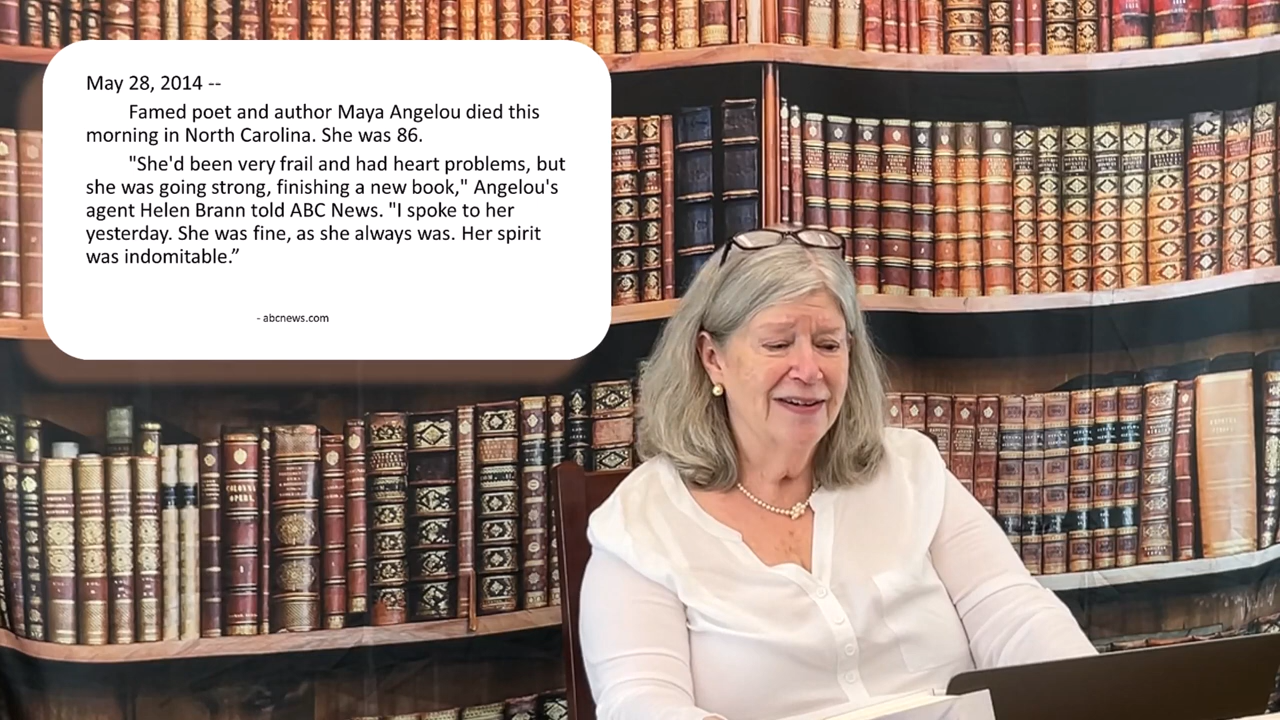 May 28, 2014 --
Famed poet and author Maya Angelou died this
morning in North Carolina. She was 86.
"She'd been very frail and had heart problems, but
she was going strong, finishing a new book," Angelou's
agent Helen Brann told ABC News. "I spoke to her
yesterday. She was fine, as she always was. Her spirit
was indomitable.”
- abcnews.com